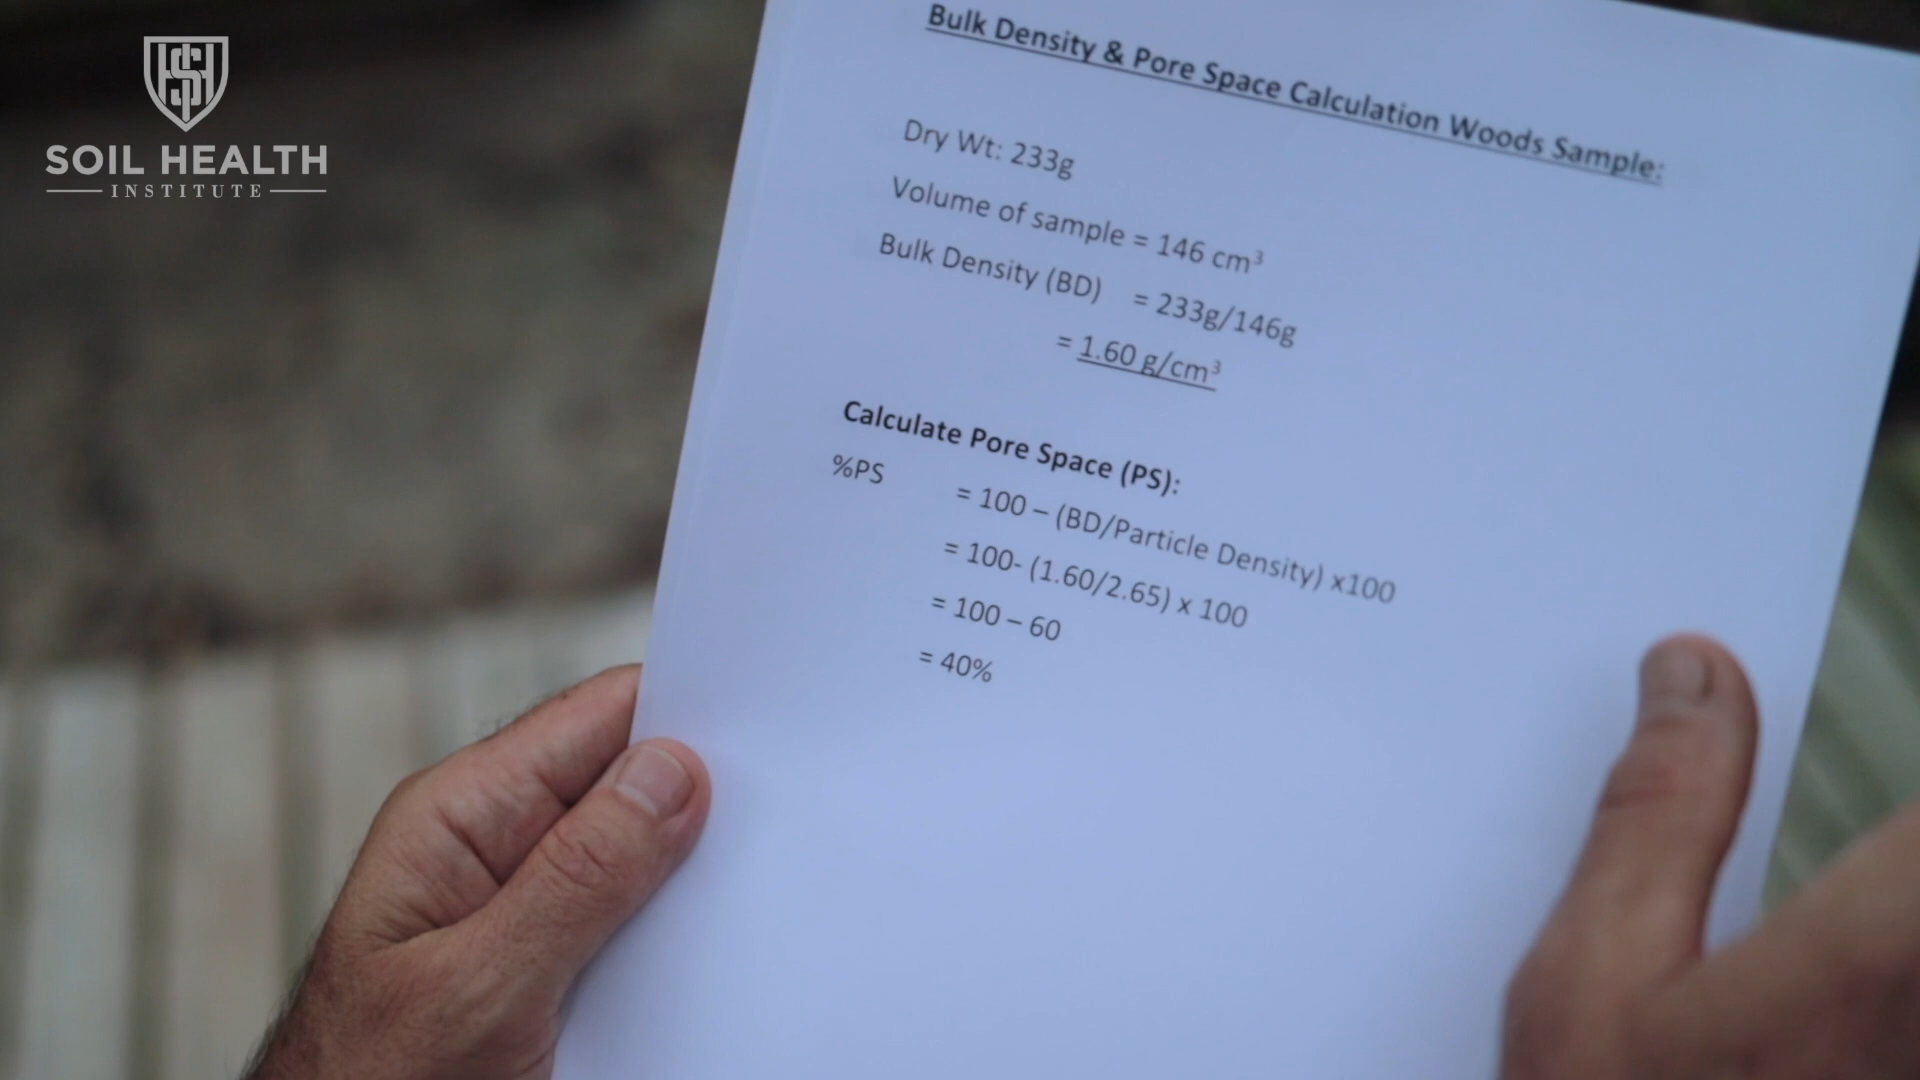 SOIL HEALTH
INSTITUTE
Bulk Density & Pore Space Calculation Woods Sample:
Dry Wt: 233g
Volume of sample = 146 cm³
Bulk Density (BD) = 233g/146g
= 1.60 g/cm³
Calculate Pore Space (PS):
%PS = 100 – (BD/Particle Density) x100
= 100- (1.60/2.65) x 100
= 100 – 60
= 40%